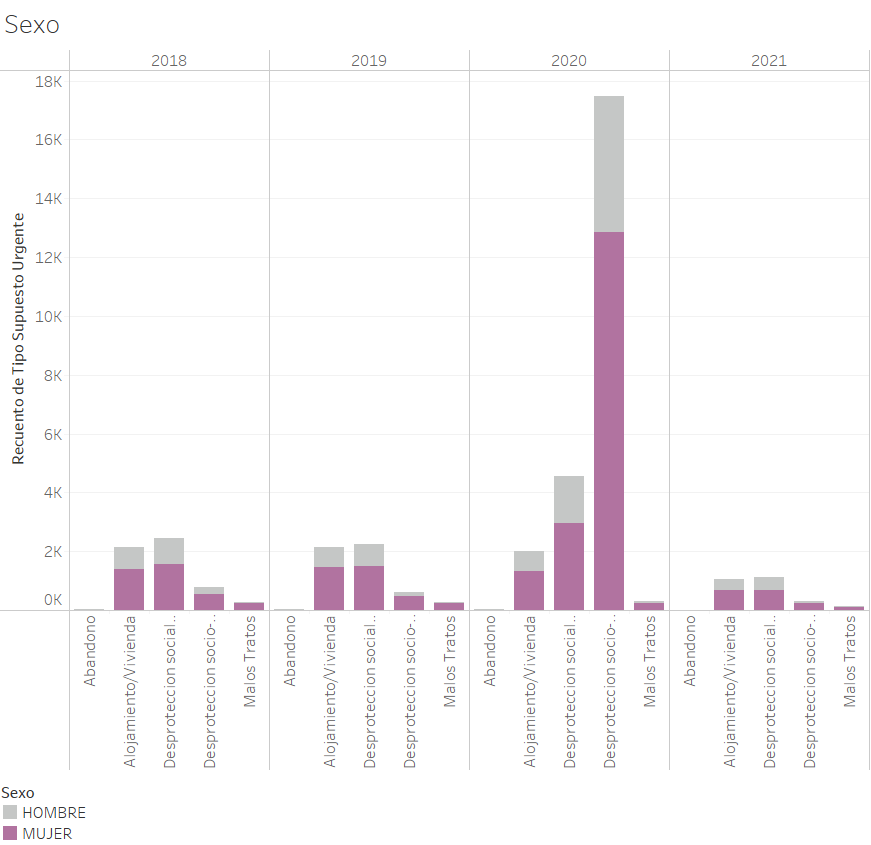 Sexo
2018 2019 2020 2021
18K
16K
14K
12K
10K
8K
6K
4K
2K
0K
Recuento de Tipo Supuesto Urgente
Abandono
Alojamiento/Vivienda
Desproteccion social..
Desproteccion socio-..
Malos Tratos
Abandono
Alojamiento/Vivienda
Desproteccion social..
Desproteccion socio-..
Malos Tratos
Abandono
Alojamiento/Vivienda
Desproteccion social..
Desproteccion socio-..
Malos Tratos
Abandono
Alojamiento/Vivienda
Desproteccion social..
Desproteccion socio-..
Malos Tratos
Sexo
HOMBRE
MUJER